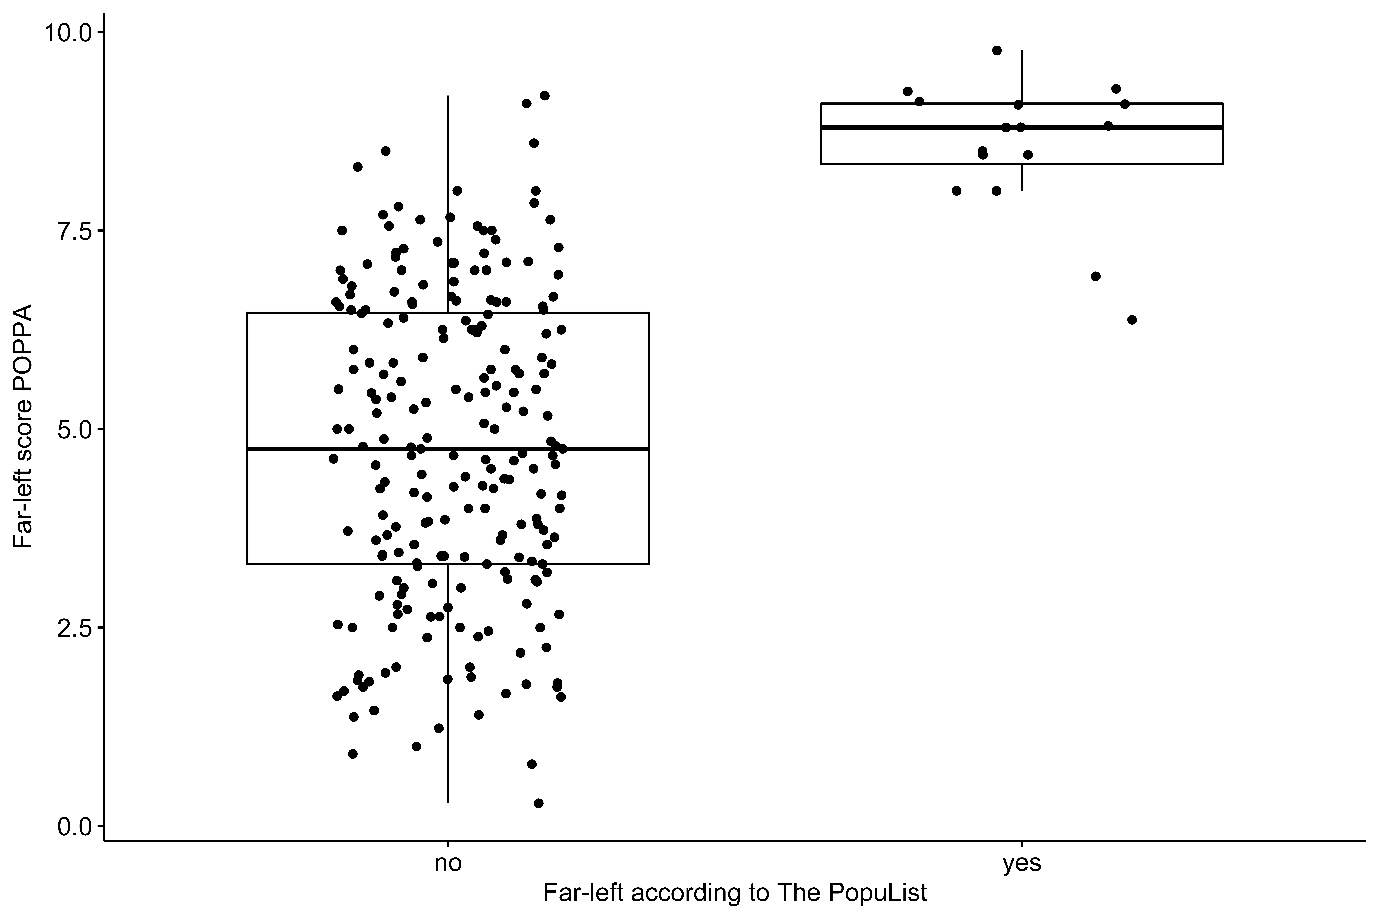 10.0
7.5
5.0
2.5
0.0
Far-left score POPPA
no
yes
Far-left according to The PopuList